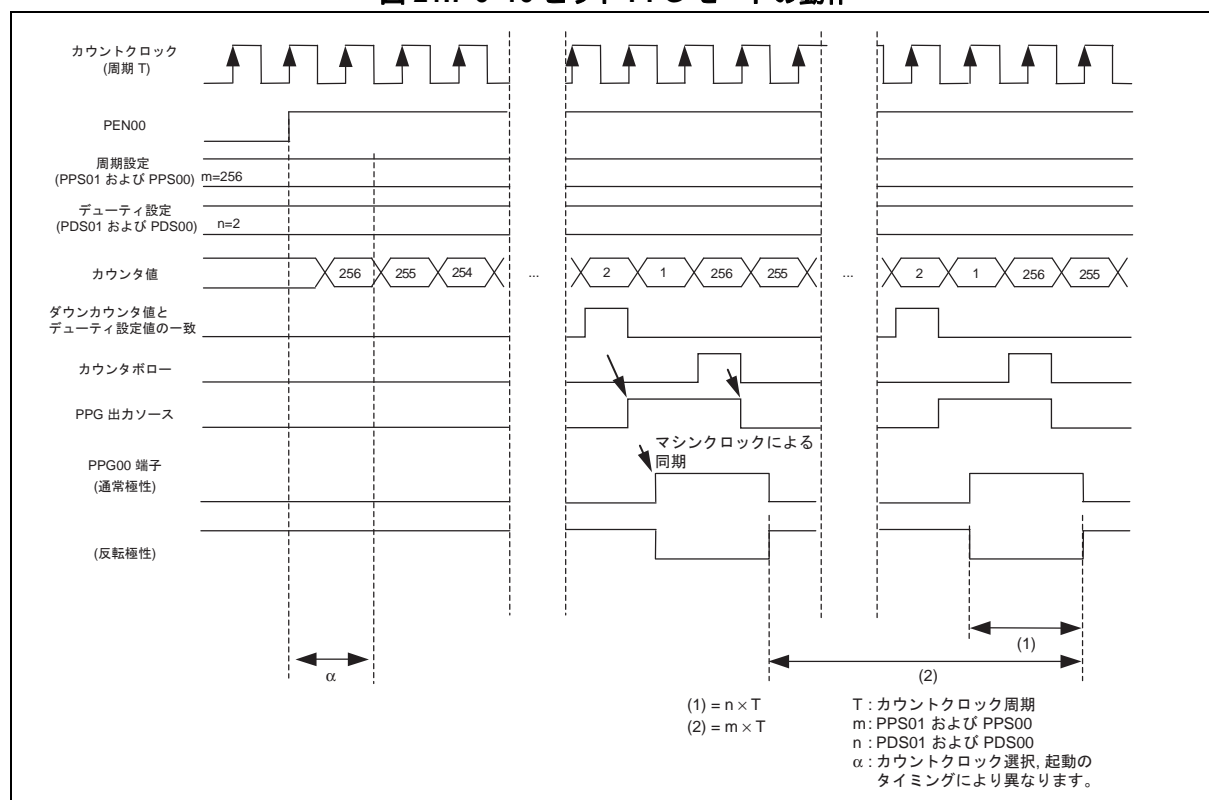 カウントクロック
(周期 T)
PEN00
周期設定
(PPS01 および PPS00) m=256
デューティ設定
(PDS01 および PDS00) n=2
カウンタ値 256 255 254 ... 2 1 256 255 ... 2 1 256 255
ダウンカウンタ値と
デューティ設定値の一致
カウンタボロー
PPG 出力ソース
マシンクロックによる
同期
PPG00 端子
(通常極性)
(反転極性)
(1)
α (2)
(1) = n × T
(2) = m × T
T : カウントクロック周期
m : PPS01 および PPS00
n : PDS01 および PDS00
α : カウントクロック選択, 起動の
タイミングにより異なります。